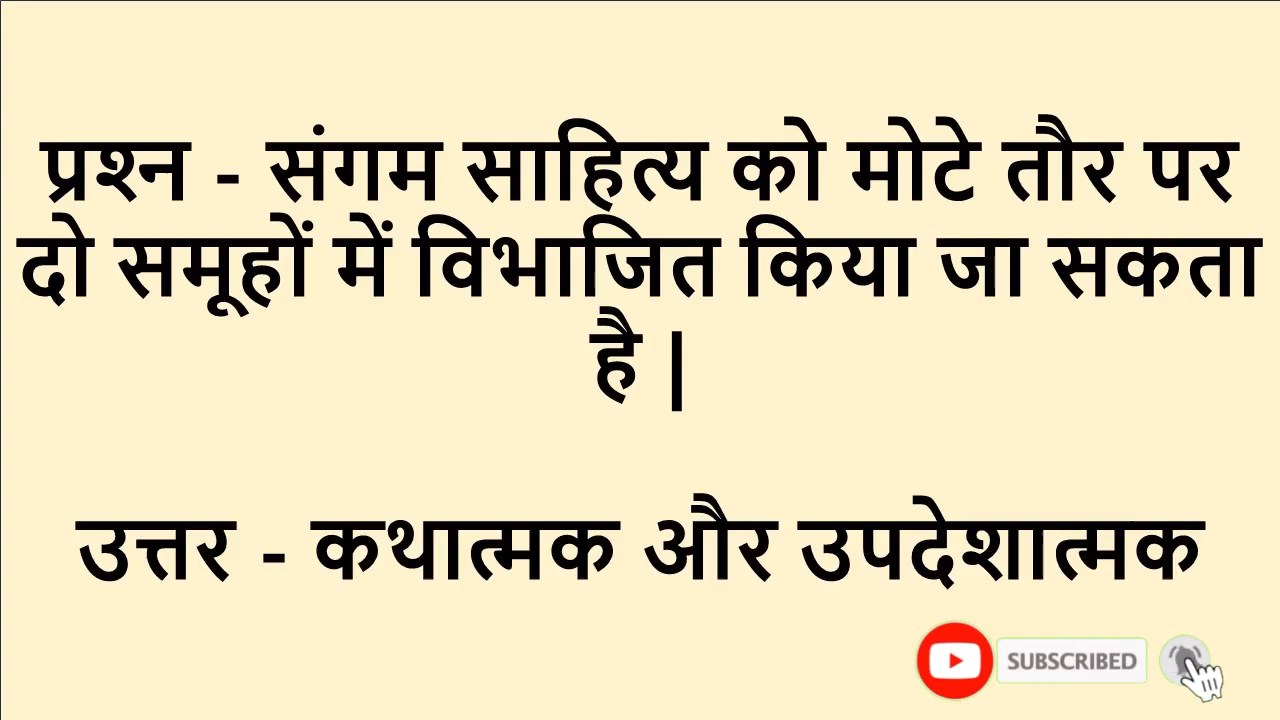 प्रश्न - संगम साहित्य को मोटे तौर पर
दो समूहों में विभाजित किया जा सकता
है |
उत्तर - कथात्मक और उपदेशात्मक
SUBSCRIBED